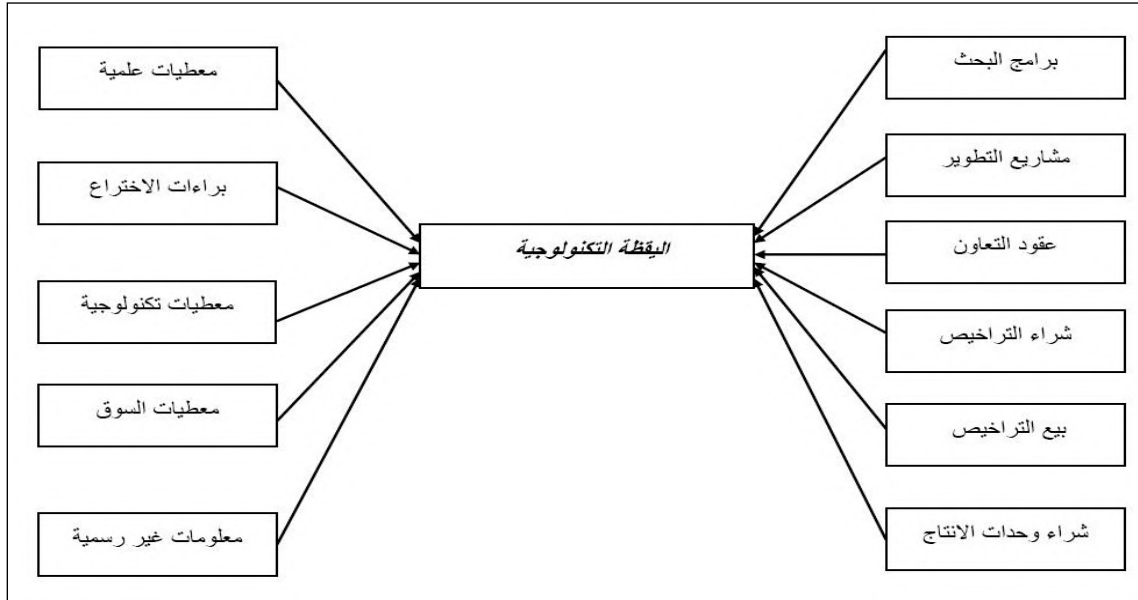 برامج البحث
مشاريع التطوير
عقود التعاون
شراء التراخيص
بيع التراخيص
شراء وحدات الانتاج
اليقظة التكنولوجية
معطيات علمية
براءات الاختراع
معطيات تكنولوجية
معطيات السوق
معلومات غير رسمية